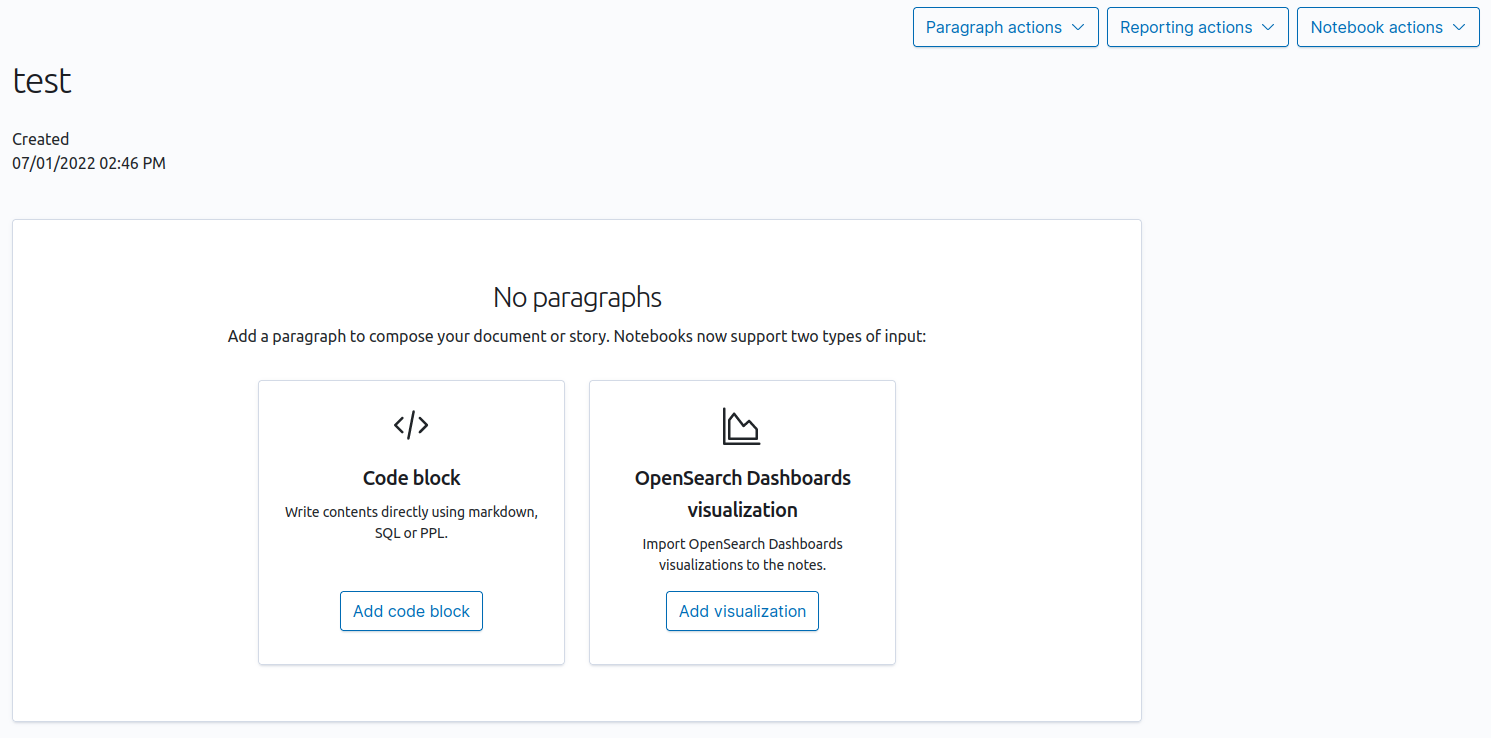 Paragraph actions
Reporting actions
Notebook actions
test
Created
07/01/2022 02:46 PM
No paragraphs
Add a paragraph to compose your document or story. Notebooks now support two types of input:
Code block
Write contents directly using markdown,
SQL or PPL.
Add code block
OpenSearch Dashboards
visualization
Import OpenSearch Dashboards
visualizations to the notes.
Add visualization